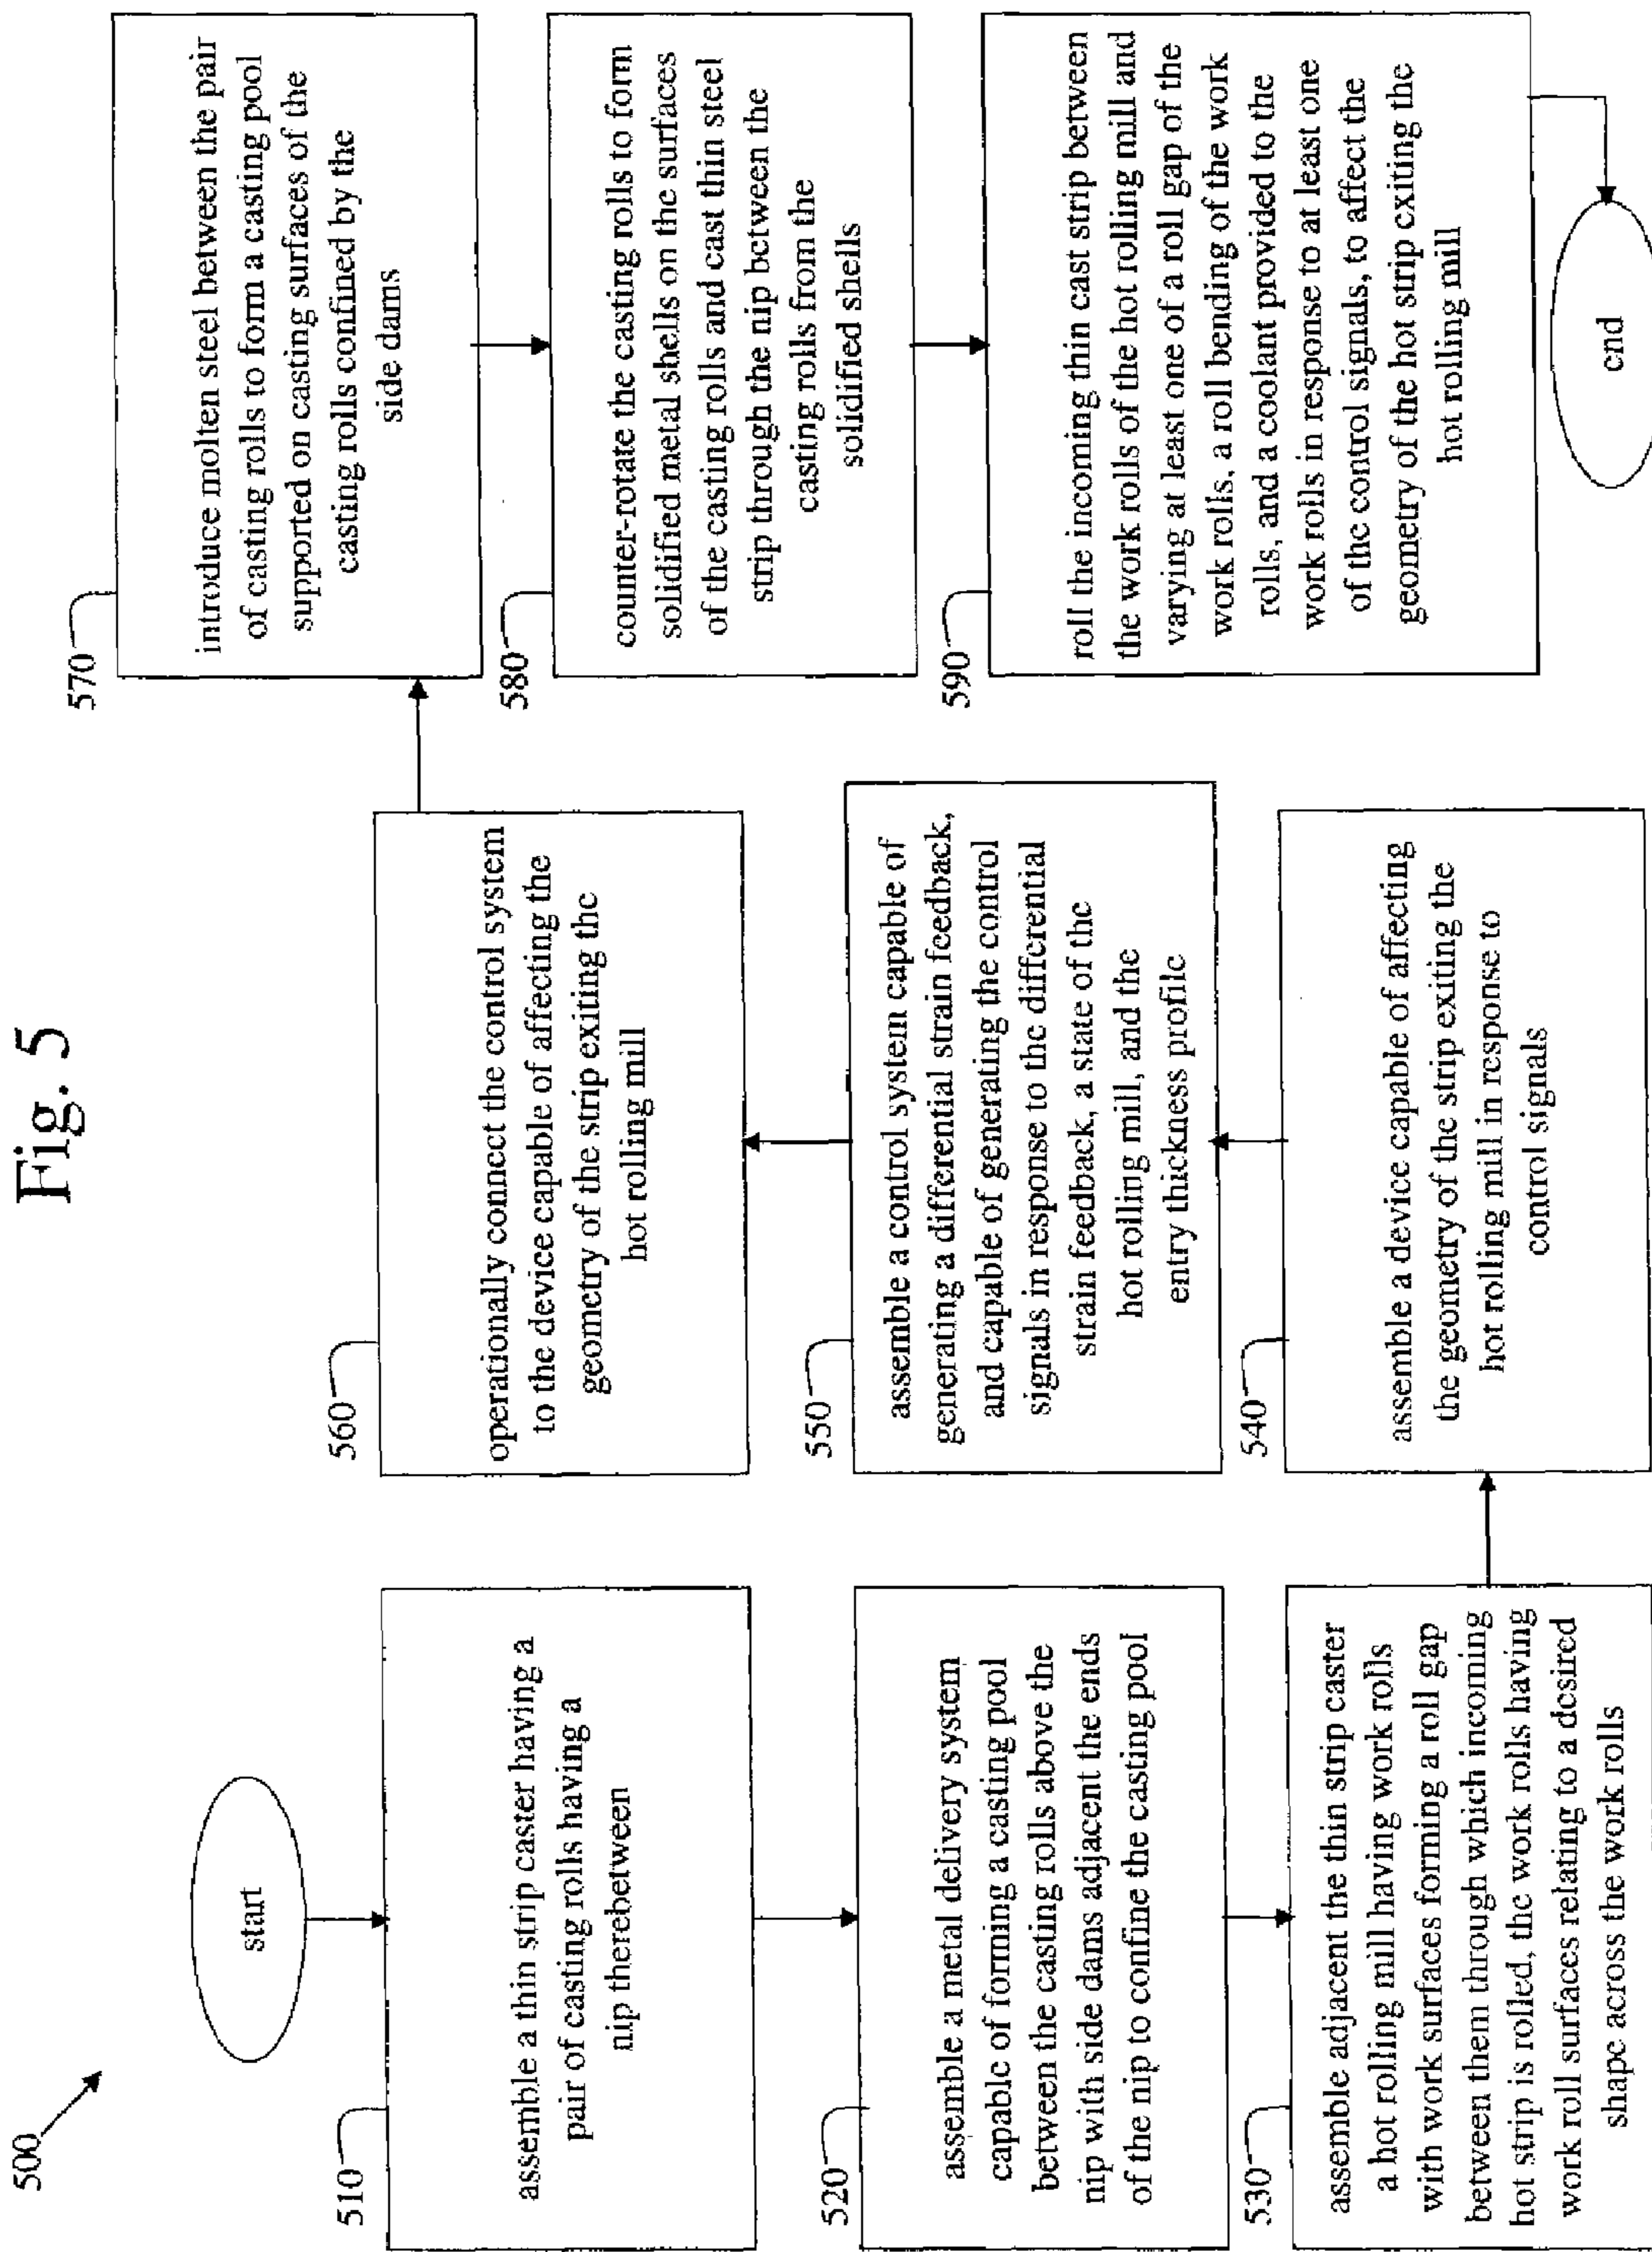 Fig. 5
500
start
510
assemble a thin strip caster having a
pair of casting rolls having a
nip therebetween
520
assemble a metal delivery system
capable of forming a casting pool
between the casting rolls above the
nip with side dams adjacent the ends
of the nip to confine the casting pool
530
assemble adjacent the thin strip caster
a hot rolling mill having work rolls
with work surfaces forming a roll gap
between them through which incoming
hot strip is rolled, the work rolls having
work roll surfaces relating to a desired
shape across the work rolls
540
assemble a device capable of affecting
the geometry of the strip exiting the
hot rolling mill in response to
control signals
550
assemble a control system capable of
generating a differential strain feedback,
and capable of generating the control
signals in response to the differential
strain feedback, a state of the
hot rolling mill, and the
entry thickness profile
560
operationally connect the control system
to the device capable of affecting the
geometry of the strip exiting the
hot rolling mill
570
introduce molten steel between the pair
of casting rolls to form a casting pool
supported on casting surfaces of the
casting rolls confined by the
side dams
580
counter-rotate the casting rolls to form
solidified metal shells on the surfaces
of the casting rolls and cast thin steel
strip through the nip between the
casting rolls from the
solidified shells
590
roll the incoming thin cast strip between
the work rolls of the hot rolling mill and
varying at least one of a roll gap of the
work rolls, a roll bending of the work
rolls, and a coolant provided to the
work rolls in response to at least one
of the control signals, to affect the
geometry of the hot strip exiting the
hot rolling mill
end